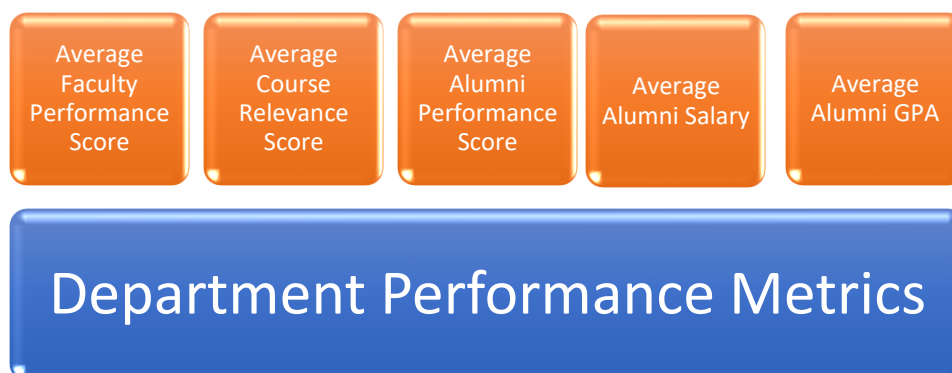 Average
Faculty
Performance
Score
Average
Course
Relevance
Score
Average
Alumni
Performance
Score
Average
Alumni Salary
Average
Alumni GPA
Department Performance Metrics